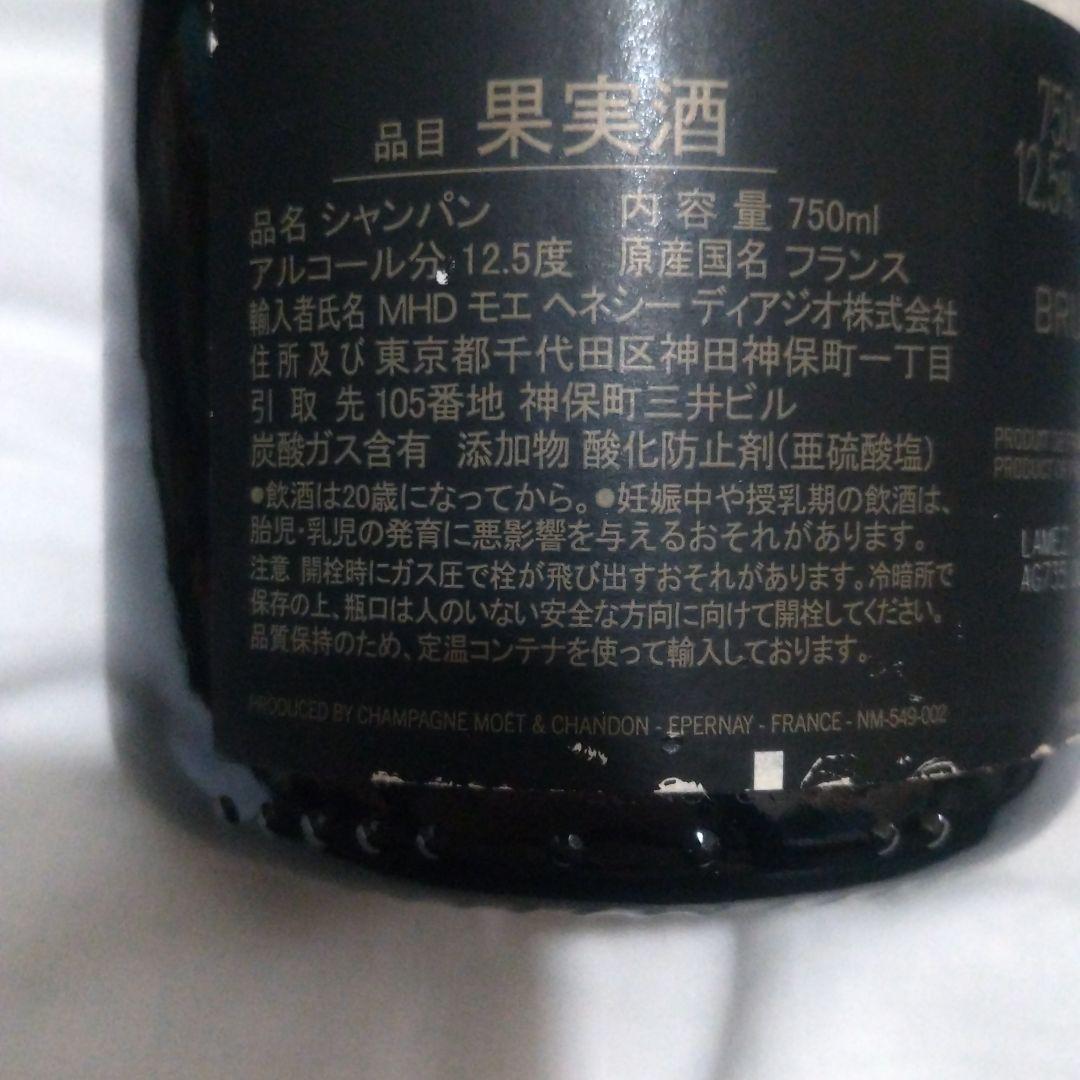 品目 果実酒
品名 シャンパン 内容量 750ml
アルコール分 12.5度 原産国名 フランス
輸入者氏名 MHD モエ ヘネシー ディアジオ株式会社
住所及び 東京都千代田区神田神保町一丁目
引取先 105番地 神保町三井ビル
炭酸ガス含有 添加物 酸化防止剤(亜硫酸塩)
●飲酒は20歳になってから。●妊娠中や授乳期の飲酒は、
胎児・乳児の発育に悪影響を与えるおそれがあります。
注意 開栓時にガス圧で栓が飛び出すおそれがあります。冷暗所で
保存の上、瓶口は人のいない安全な方向に向けて開栓してください。
品質保持のため、定温コンテナを使って輸入しております。
PRODUCED BY CHAMPAGNE MOËT & CHANDON - EPERNAY - FRANCE - NM-549-002
750
12.5%
BRU
PRODUCT
PRODUCT OF